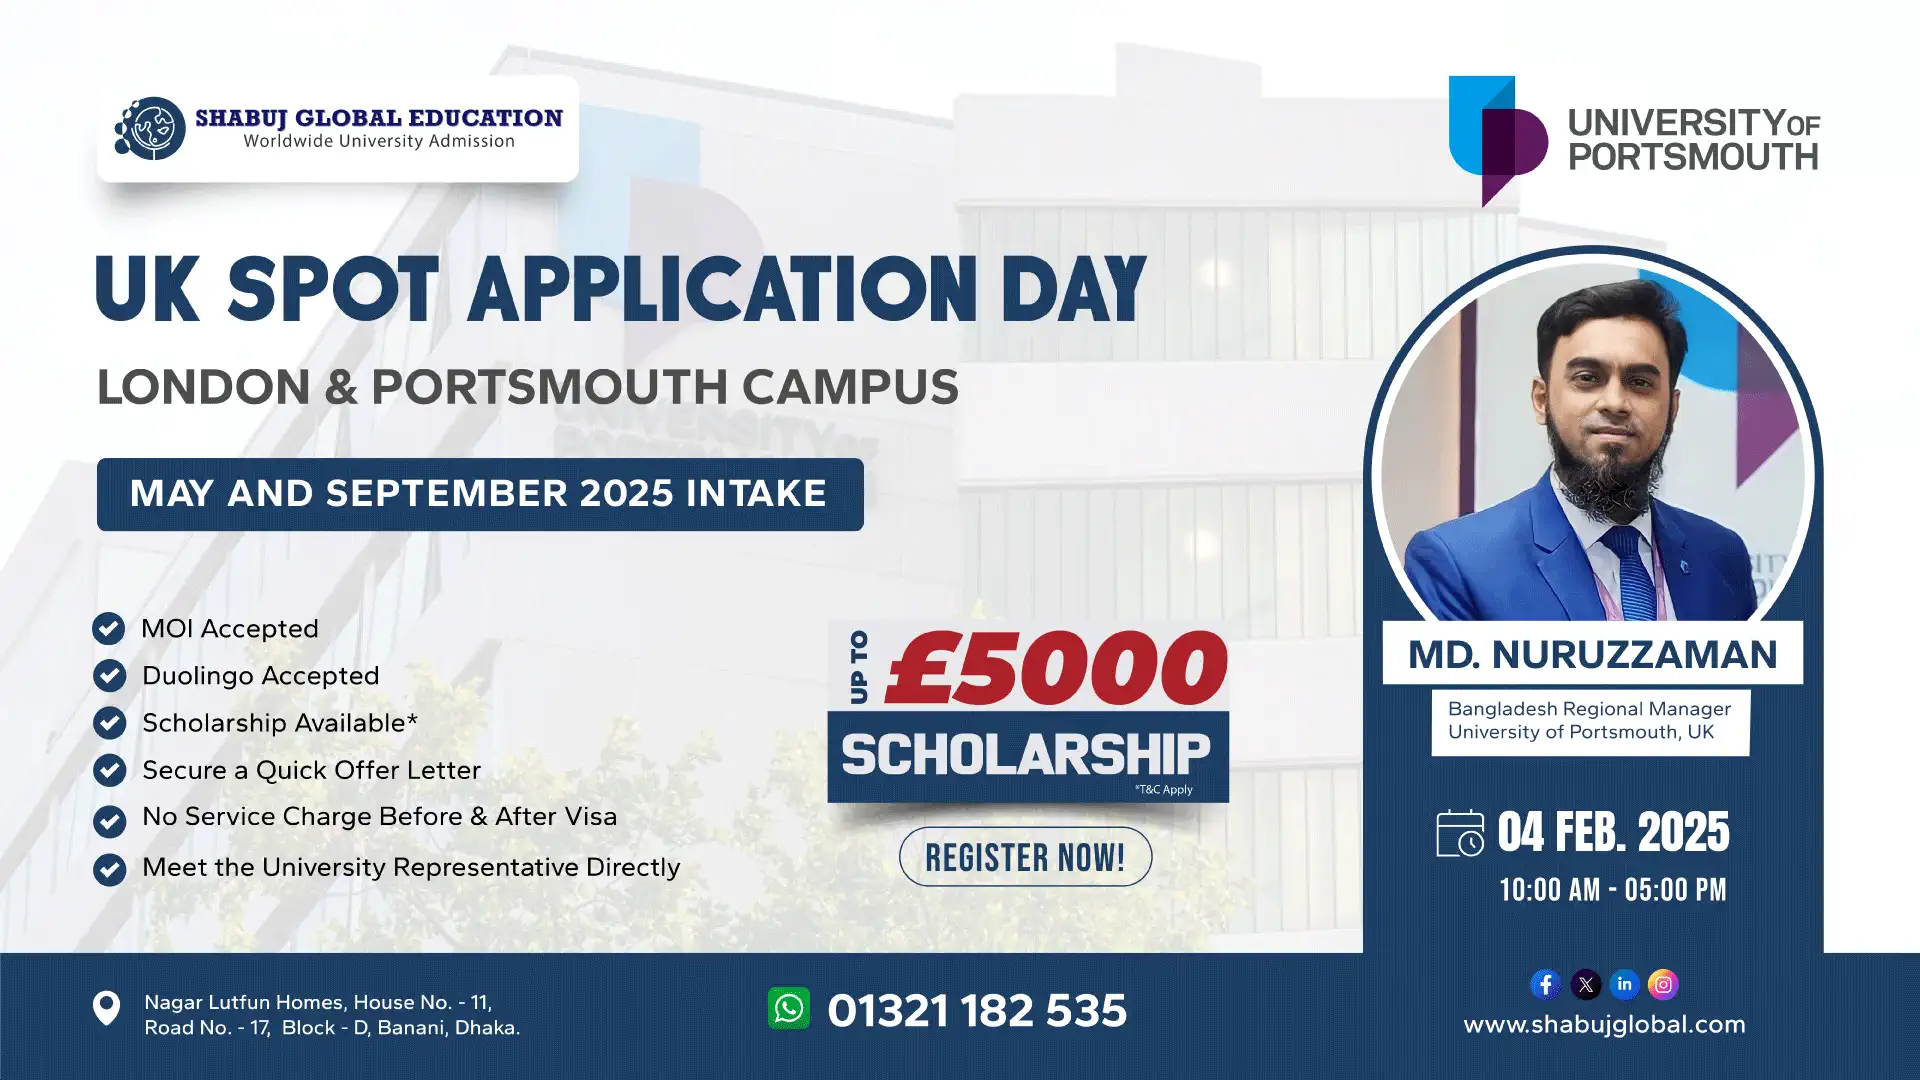 SHABUJ GLOBAL EDUCATION
Worldwide University Admission
UNIVERSITY OF
PORTSMOUTH
UK SPOT APPLICATION DAY
LONDON & PORTSMOUTH CAMPUS
UNIVERSITY OF
MAY AND SEPTEMBER 2025 INTAKE
MOI Accepted
Duolingo Accepted
Scholarship Available*
Secure a Quick Offer Letter
No Service Charge Before & After Visa
Meet the University Representative Directly
UP TO
£5000
SCHOLARSHIP
*T&C Apply
REGISTER NOW!
MD. NURUZZAMAN
Bangladesh Regional Manager
University of Portsmouth, UK
04 FEB. 2025
10:00 AM - 05:00 PM
Nagar Lutfun Homes, House No. - 11,
Road No. - 17, Block - D, Banani, Dhaka.
01321 182 535
www.shabujglobal.com